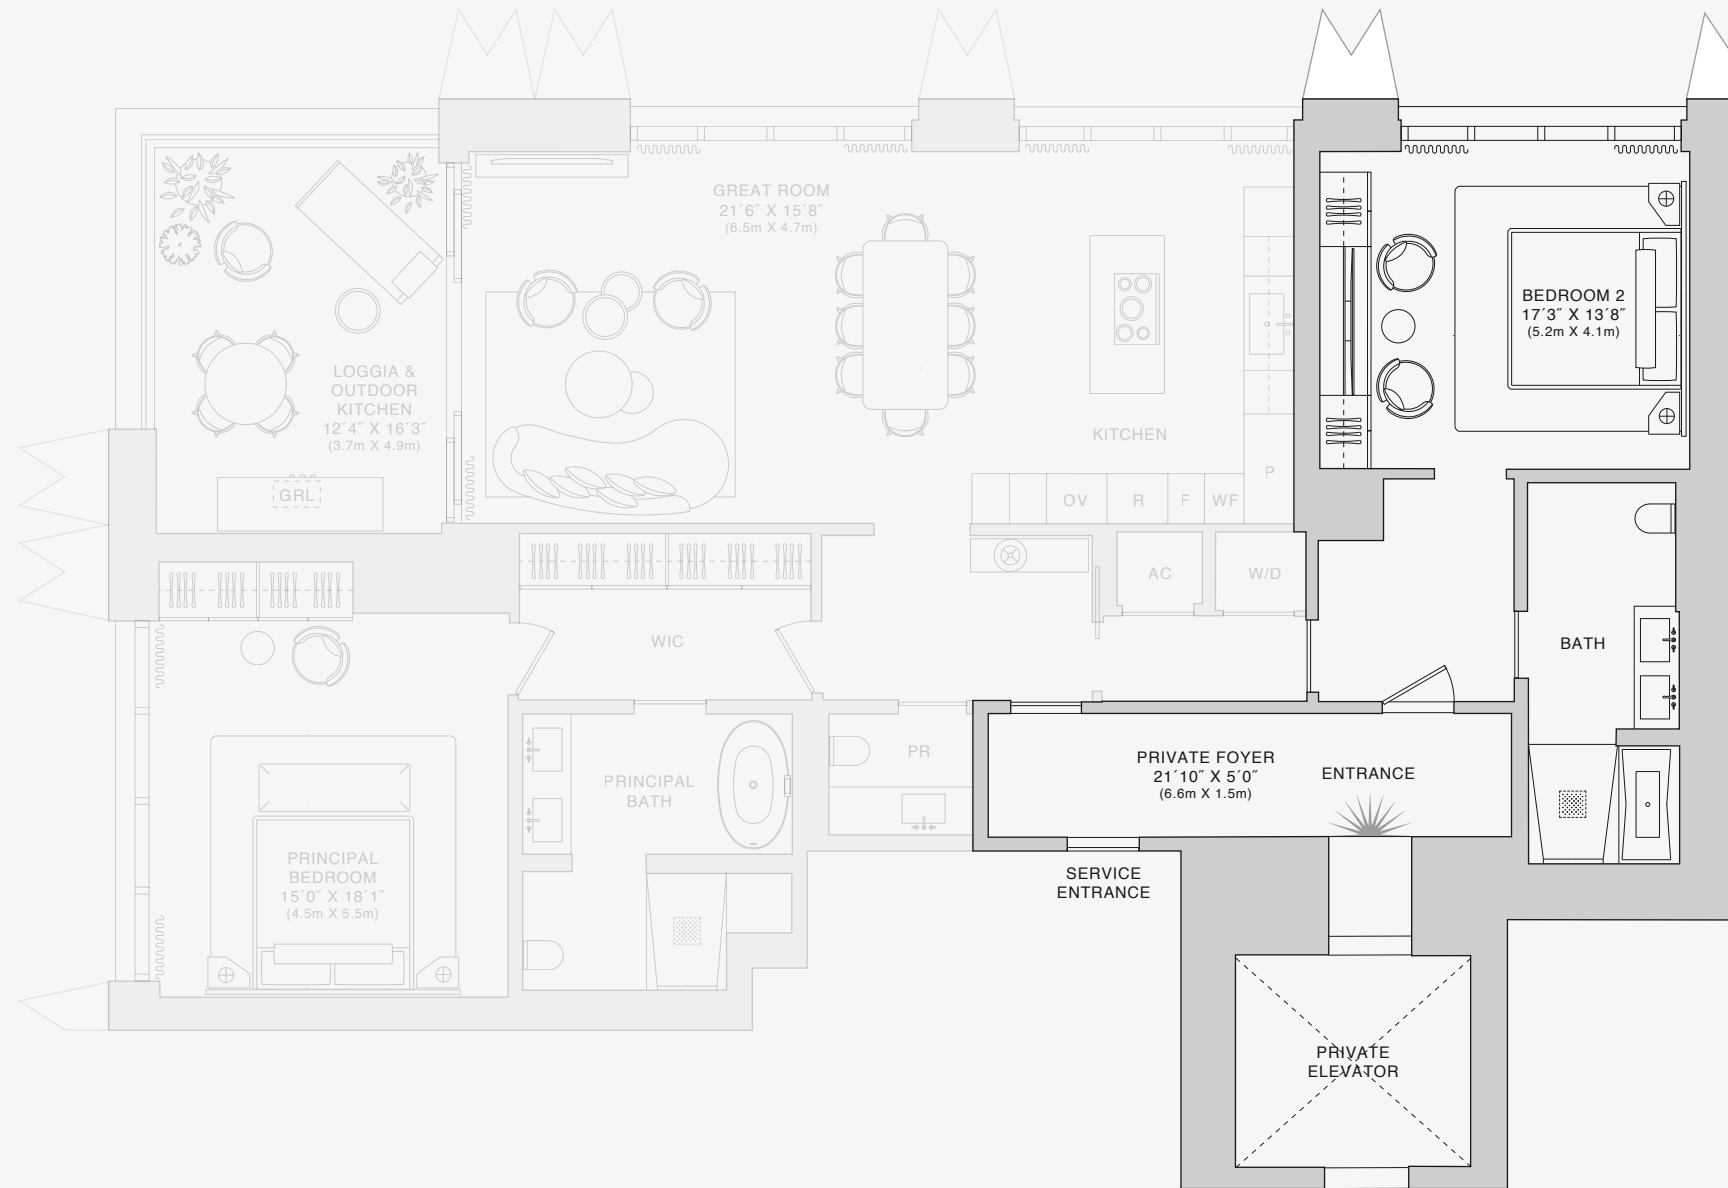 GREAT ROOM
21´6˝ X 15´8˝
(6.5m X 4.7m)
BEDROOM 2
17´3˝ X 13´8˝
(5.2m X 4.1m)
LOGGIA &
OUTDOOR
KITCHEN
12´4˝ X 16´3˝
(3.7m X 4.9m)
KITCHEN
P
GRL
OV
R
F
WF
AC
W/D
WIC
BATH
PRIVATE FOYER
21´10˝ X 5´0˝
(6.6m X 1.5m)
ENTRANCE
PR
PRINCIPAL
BATH
PRINCIPAL
BEDROOM
15´0˝ X 18´1˝
(4.5m X 5.5m)
SERVICE
ENTRANCE
PRIVATE
ELEVATOR